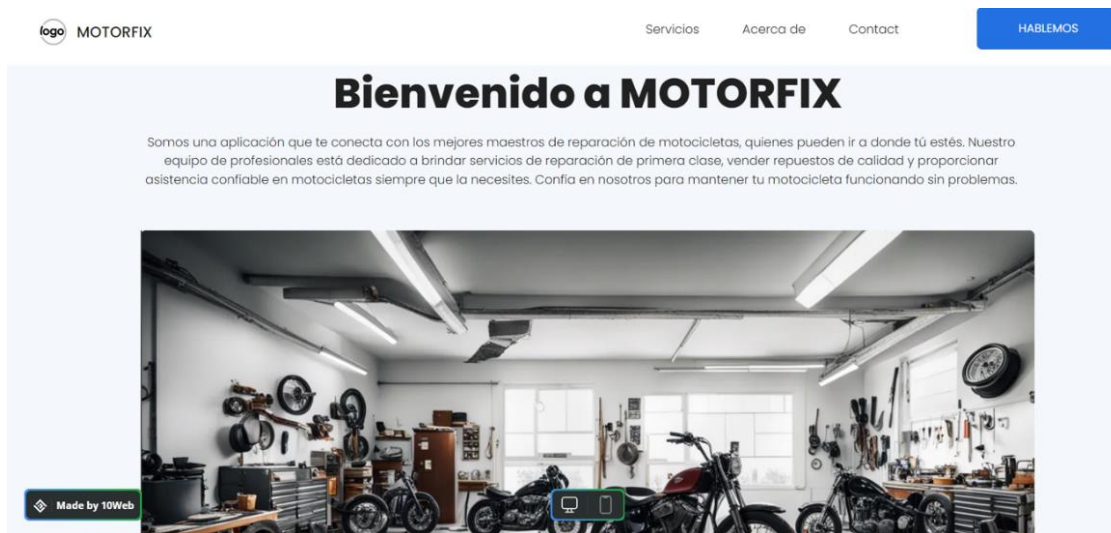 logo MOTORFIX Servicios Acerca de Contact HABLEMOS
Bienvenido a MOTORFIX
Somos una aplicación que te conecta con los mejores maestros de reparación de motocicletas, quienes pueden ir a donde tú estés. Nuestro
equipo de profesionales está dedicado a brindar servicios de reparación de primera clase, vender repuestos de calidad y proporcionar
asistencia confiable en motocicletas siempre que la necesites. Confía en nosotros para mantener tu motocicleta funcionando sin problemas.
Made by 10Web